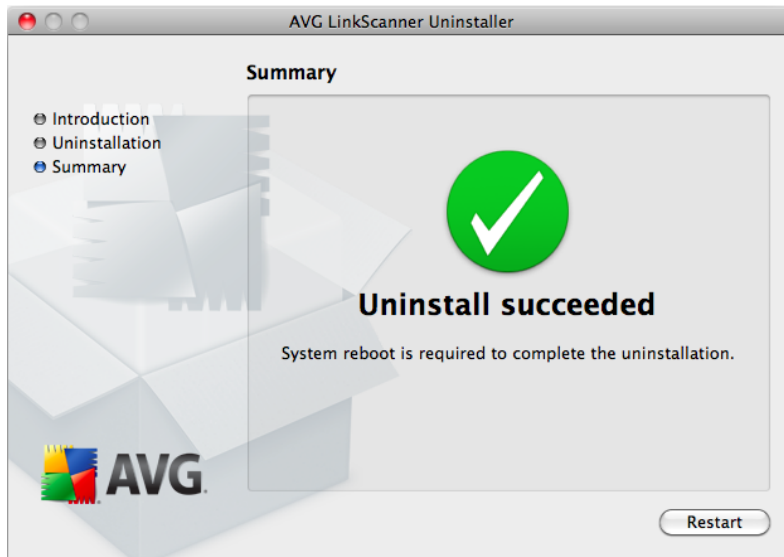 AVG LinkScanner Uninstaller
Summary
Introduction
Uninstallation
Summary
Uninstall succeeded
System reboot is required to complete the uninstallation.
AVG.
Restart